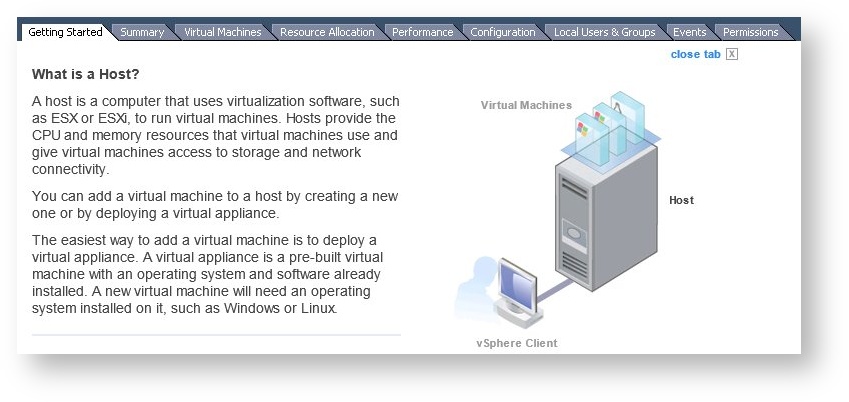 Getting Started Summary Virtual Machines Resource Allocation Performance Configuration Local Users & Groups Events Permissions
close tab X
What is a Host?
A host is a computer that uses virtualization software, such
as ESX or ESXi, to run virtual machines. Hosts provide the
CPU and memory resources that virtual machines use and
give virtual machines access to storage and network
connectivity.
You can add a virtual machine to a host by creating a new
one or by deploying a virtual appliance.
The easiest way to add a virtual machine is to deploy a
virtual appliance. A virtual appliance is a pre-built virtual
machine with an operating system and software already
installed. A new virtual machine will need an operating
system installed on it, such as Windows or Linux.
Virtual Machines
Host
vSphere Client